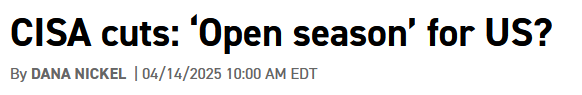 CISA cuts: ‘Open season’ for US?
By DANA NICKEL | 04/14/2025 10:00 AM EDT